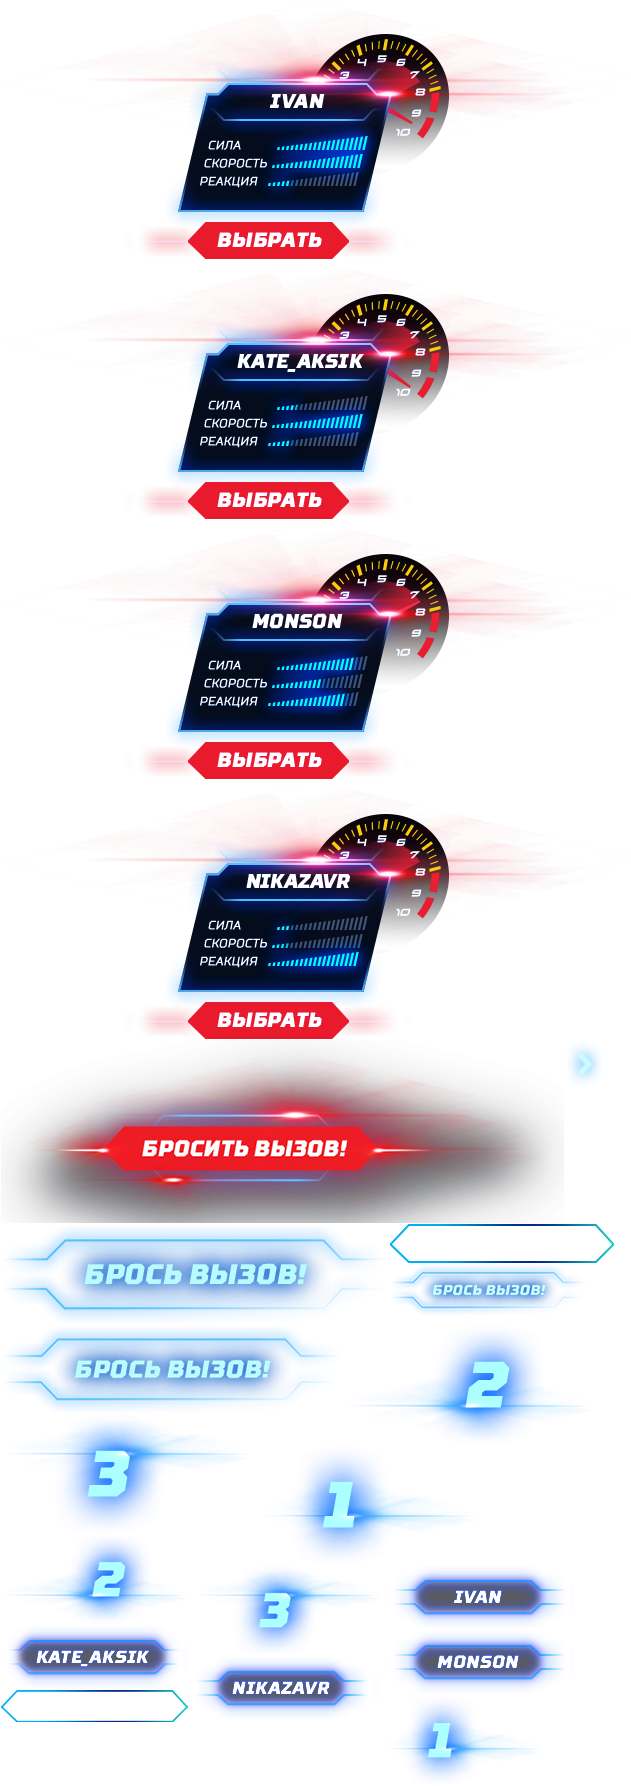 3 4 5 6 7 8 9 10
IVAN
СИЛА
СКОРОСТЬ
РЕАКЦИЯ
ВЫБРАТЬ
3 4 5 6 7 8 9 10
KATE_AKSIK
СИЛА
СКОРОСТЬ
РЕАКЦИЯ
ВЫБРАТЬ
3 4 5 6 7 8 9 10
MONSON
СИЛА
СКОРОСТЬ
РЕАКЦИЯ
ВЫБРАТЬ
3 4 5 6 7 8 9 10
NIKAZAVR
СИЛА
СКОРОСТЬ
РЕАКЦИЯ
ВЫБРАТЬ
БРОСИТЬ ВЫЗОВ!
БРОСЬ ВЫЗОВ!
БРОСЬ ВЫЗОВ!
БРОСЬ ВЫЗОВ!
2
3
1
2
3
IVAN
KATE_AKSIK
MONSON
NIKAZAVR
1